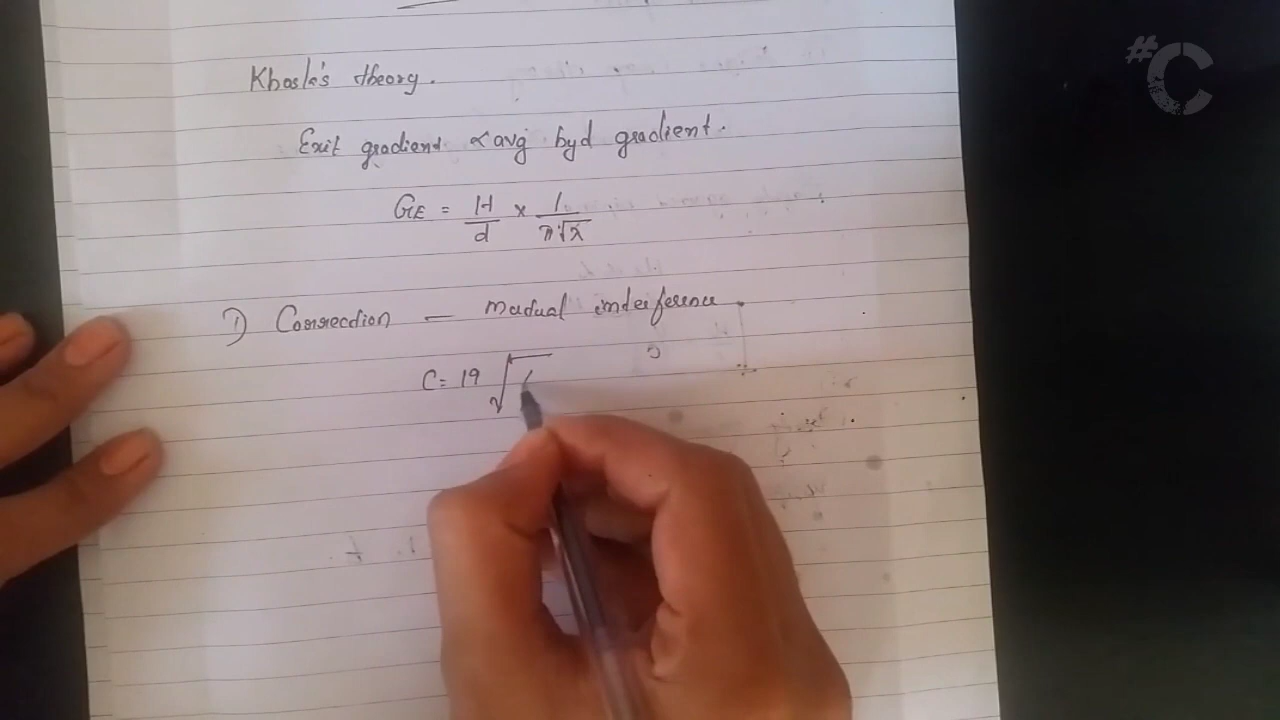 #C
Khosla's theory.
Exit gradient ∝ avg hyd gradient.
GE = H/d × 1/π√λ
1) Correction — mutual interference
C = 19 √